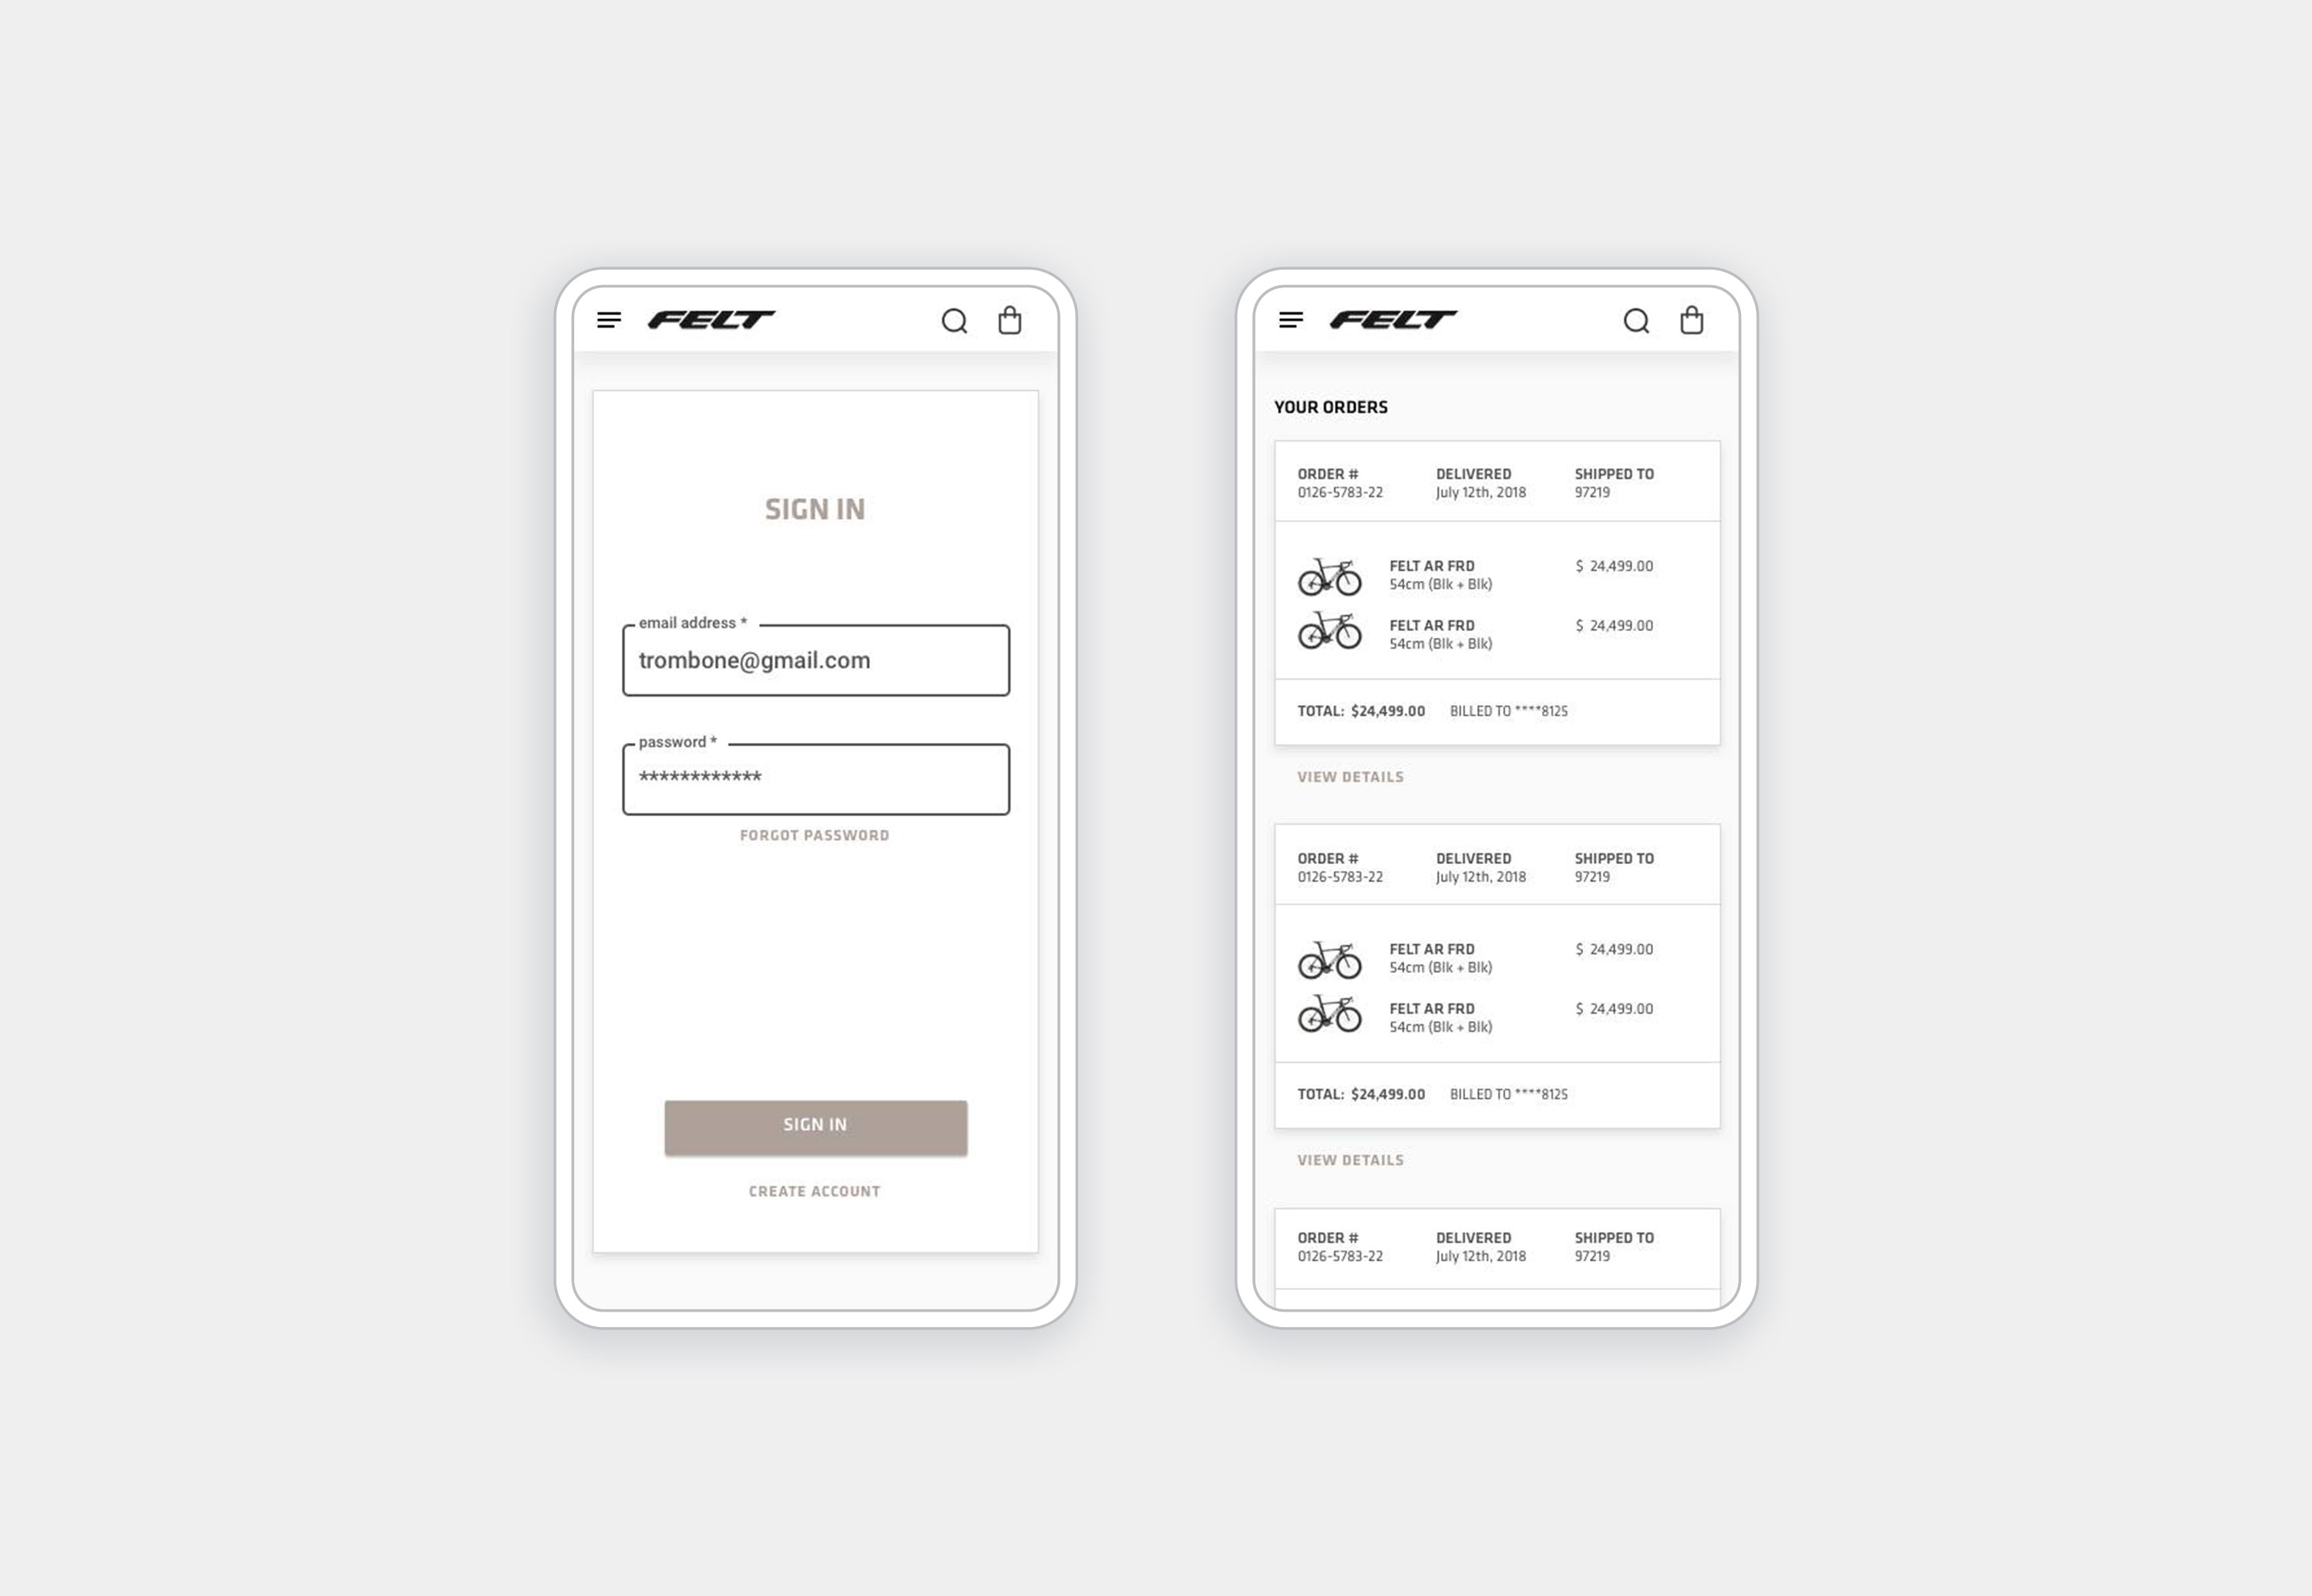 FELT
SIGN IN
email address *
trombone@gmail.com
password *
************
FORGOT PASSWORD
SIGN IN
CREATE ACCOUNT
FELT
YOUR ORDERS
ORDER # DELIVERED SHIPPED TO
0126-5783-22 July 12th, 2018 97219
FELT AR FRD $ 24,499.00
54cm (Blk + Blk)
FELT AR FRD $ 24,499.00
54cm (Blk + Blk)
TOTAL: $24,499.00 BILLED TO ****8125
VIEW DETAILS
ORDER # DELIVERED SHIPPED TO
0126-5783-22 July 12th, 2018 97219
FELT AR FRD $ 24,499.00
54cm (Blk + Blk)
FELT AR FRD $ 24,499.00
54cm (Blk + Blk)
TOTAL: $24,499.00 BILLED TO ****8125
VIEW DETAILS
ORDER # DELIVERED SHIPPED TO
0126-5783-22 July 12th, 2018 97219